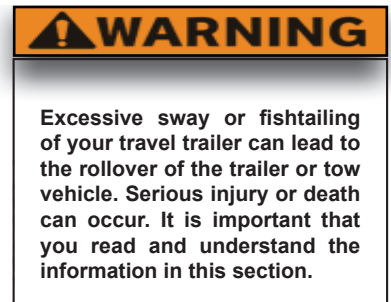 WARNING
Excessive sway or fishtailing
of your travel trailer can lead to
the rollover of the trailer or tow
vehicle. Serious injury or death
can occur. It is important that
you read and understand the
information in this section.